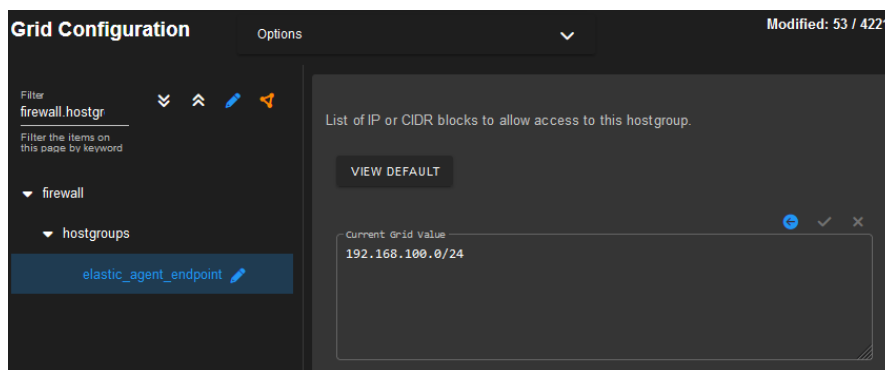 Grid Configuration
Options
Modified: 53 / 4221
Filter
firewall.hostgr
Filter the items on
this page by keyword
firewall
hostgroups
elastic_agent_endpoint
List of IP or CIDR blocks to allow access to this hostgroup.
VIEW DEFAULT
Current Grid Value
192.168.100.0/24